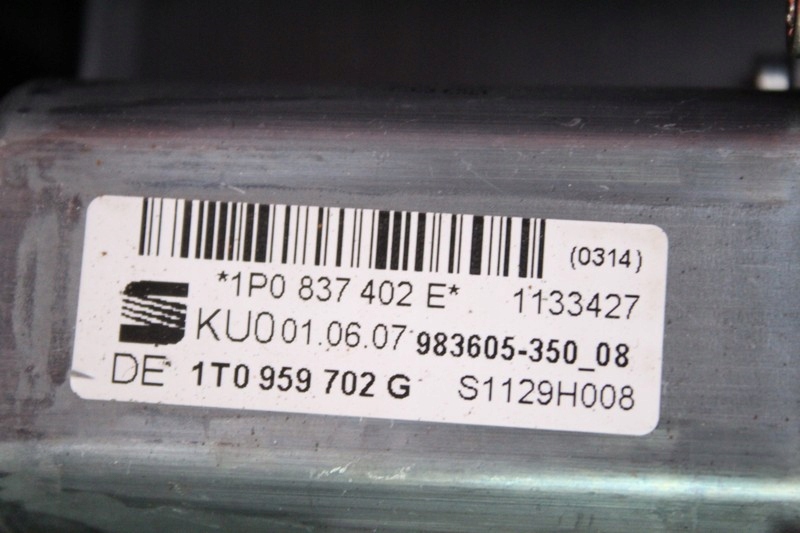 (0314)
*1P0 837 402 E* 1133427
KU0 01.06.07 983605-350_08
DE 1T0 959 702 G S1129H008